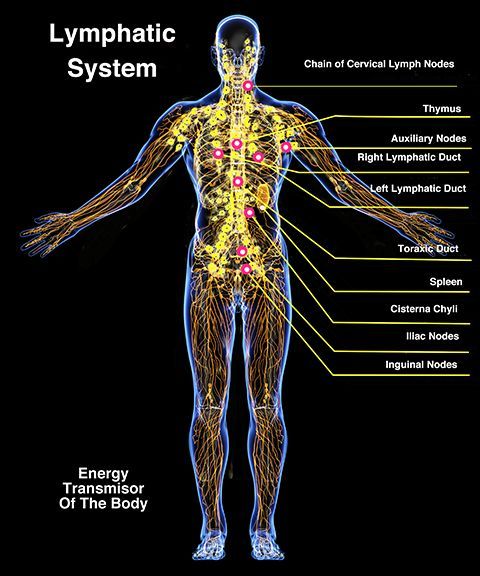 Lymphatic
System
Chain of Cervical Lymph Nodes
Thymus
Auxiliary Nodes
Right Lymphatic Duct
Left Lymphatic Duct
Toraxic Duct
Spleen
Cisterna Chyli
Iliac Nodes
Inguinal Nodes
Energy
Transmisor
Of The Body